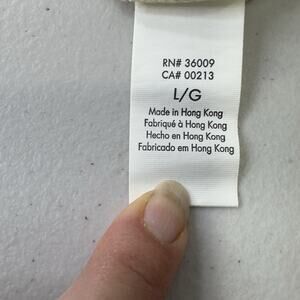 RN# 36009
CA# 00213
L/G
Made in Hong Kong
Fabriqué à Hong Kong
Hecho en Hong Kong
Fabricado em Hong Kong